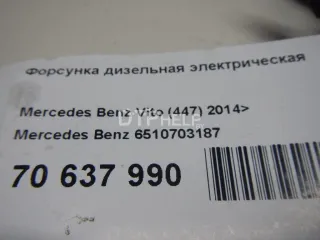 Форсунка дизельная электрическая
Mercedes Benz Vito (447) 2014>
Mercedes Benz 6510703187
70 637 990